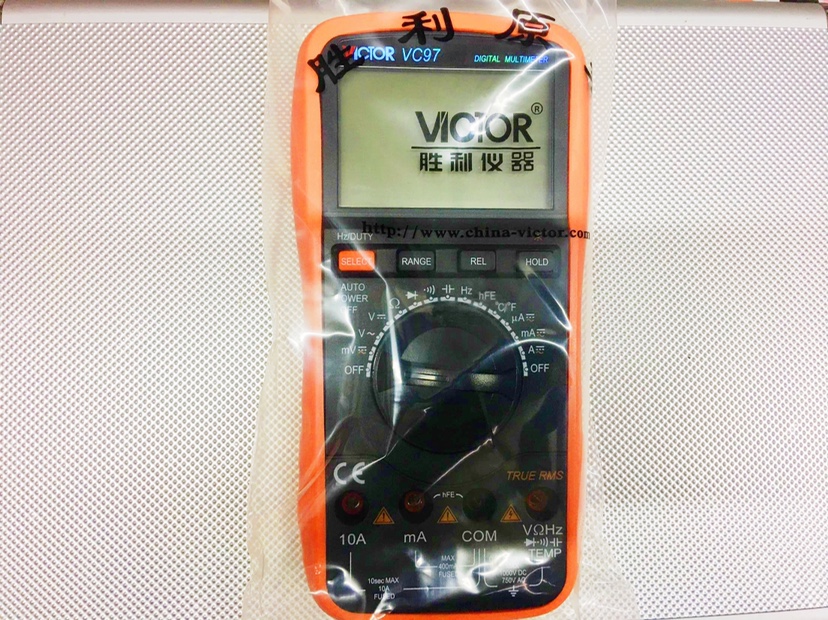 胜利原
VICTOR VC97
DIGITAL MULTIMETER
VICTOR®
胜利仪器
http://www.china-victor.com
Hz/DUTY
SELECT RANGE REL HOLD
AUTO
POWER
OFF
mV V~ V Ω Hz hFE °C/°F µA mA A
OFF OFF
CE
TRUE RMS
hFE
10A mA COM VΩHz
TEMP
MAX
400mA
FUSED
10sec MAX
10A
FUSED
1000V DC
750V AC